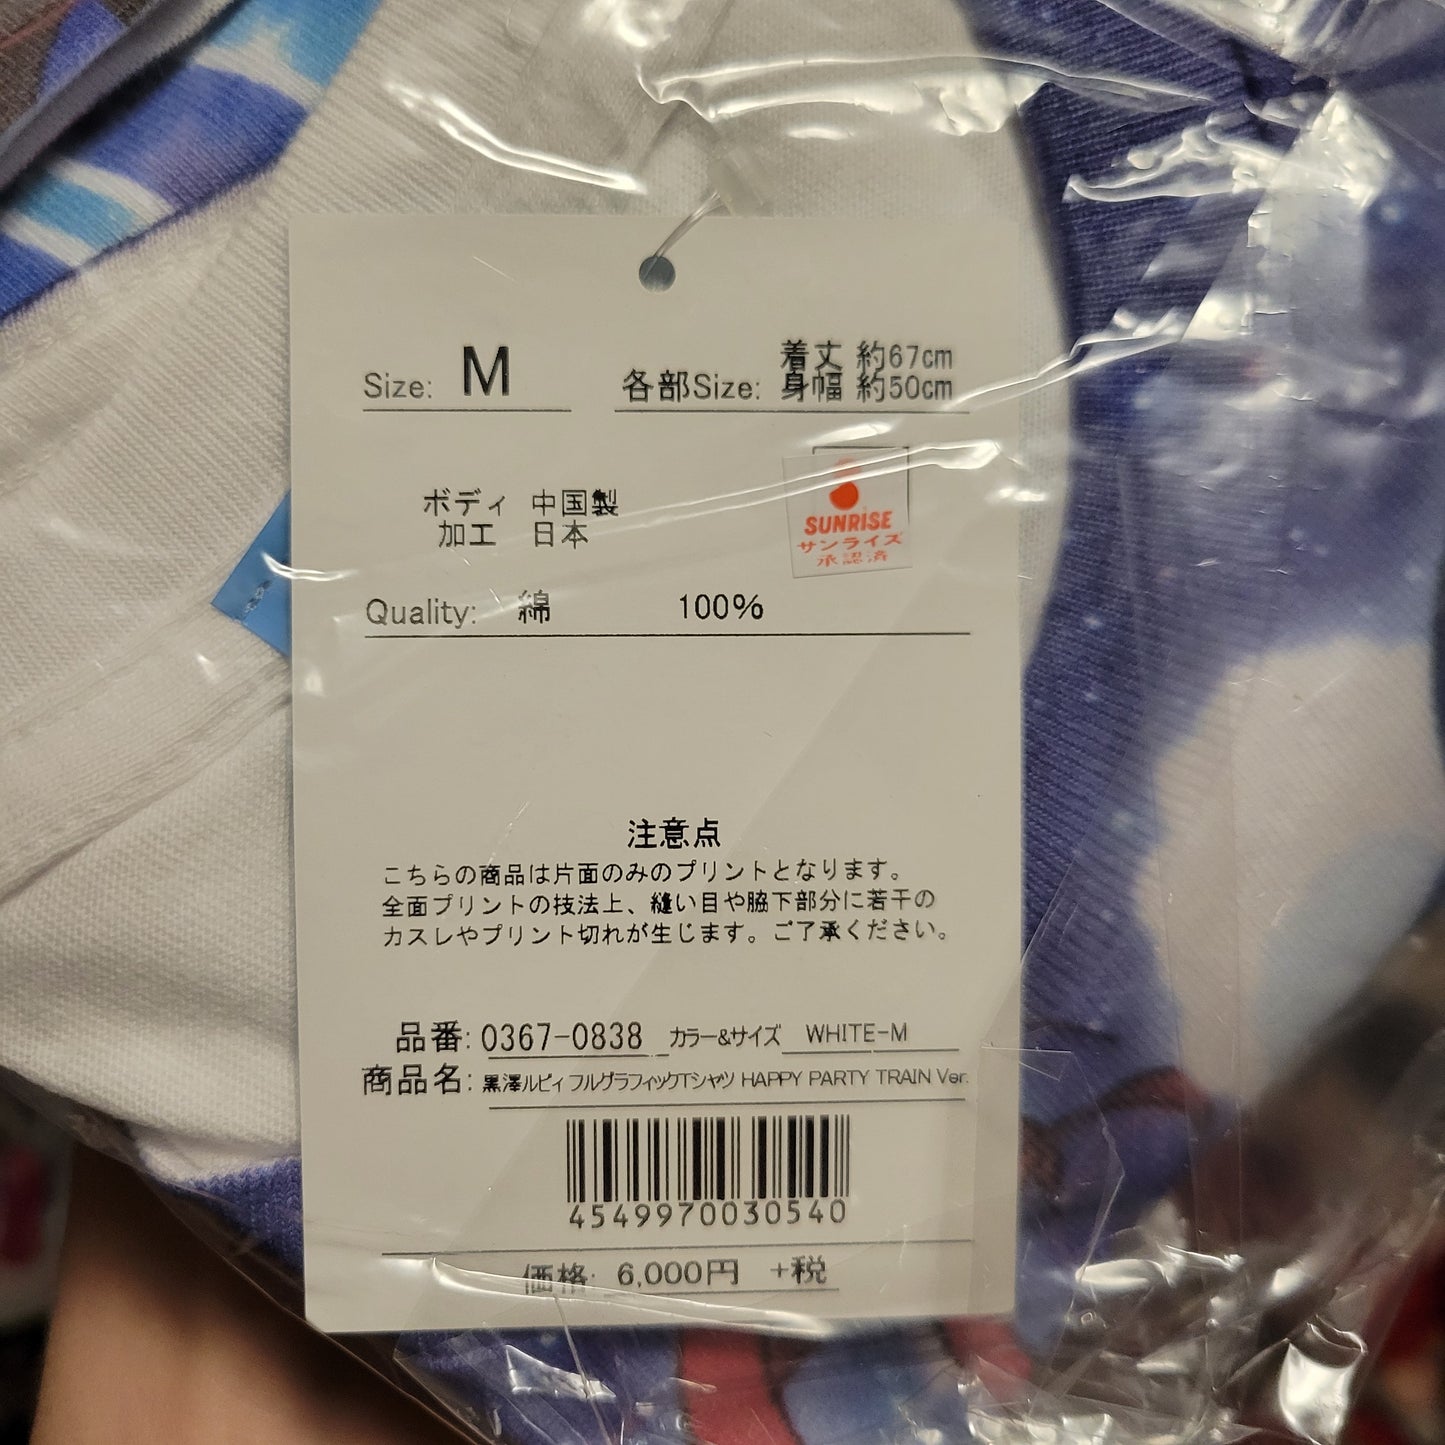 Size: M
各部Size: 着丈 約67cm
身幅 約50cm
ボディ 中国製
加工 日本
SUNRISE
サンライズ
承認済
Quality: 綿 100%
注意点
こちらの商品は片面のみのプリントとなります。
全面プリントの技法上、縫い目や脇下部分に若干の
カスレやプリント切れが生じます。ご了承ください。
品番: 0367-0838 カラー&サイズ WHITE-M
商品名: 黒澤ルビィ フルグラフィックTシャツ HAPPY PARTY TRAIN Ver.
4549970030540
価格: 6,000円 +税